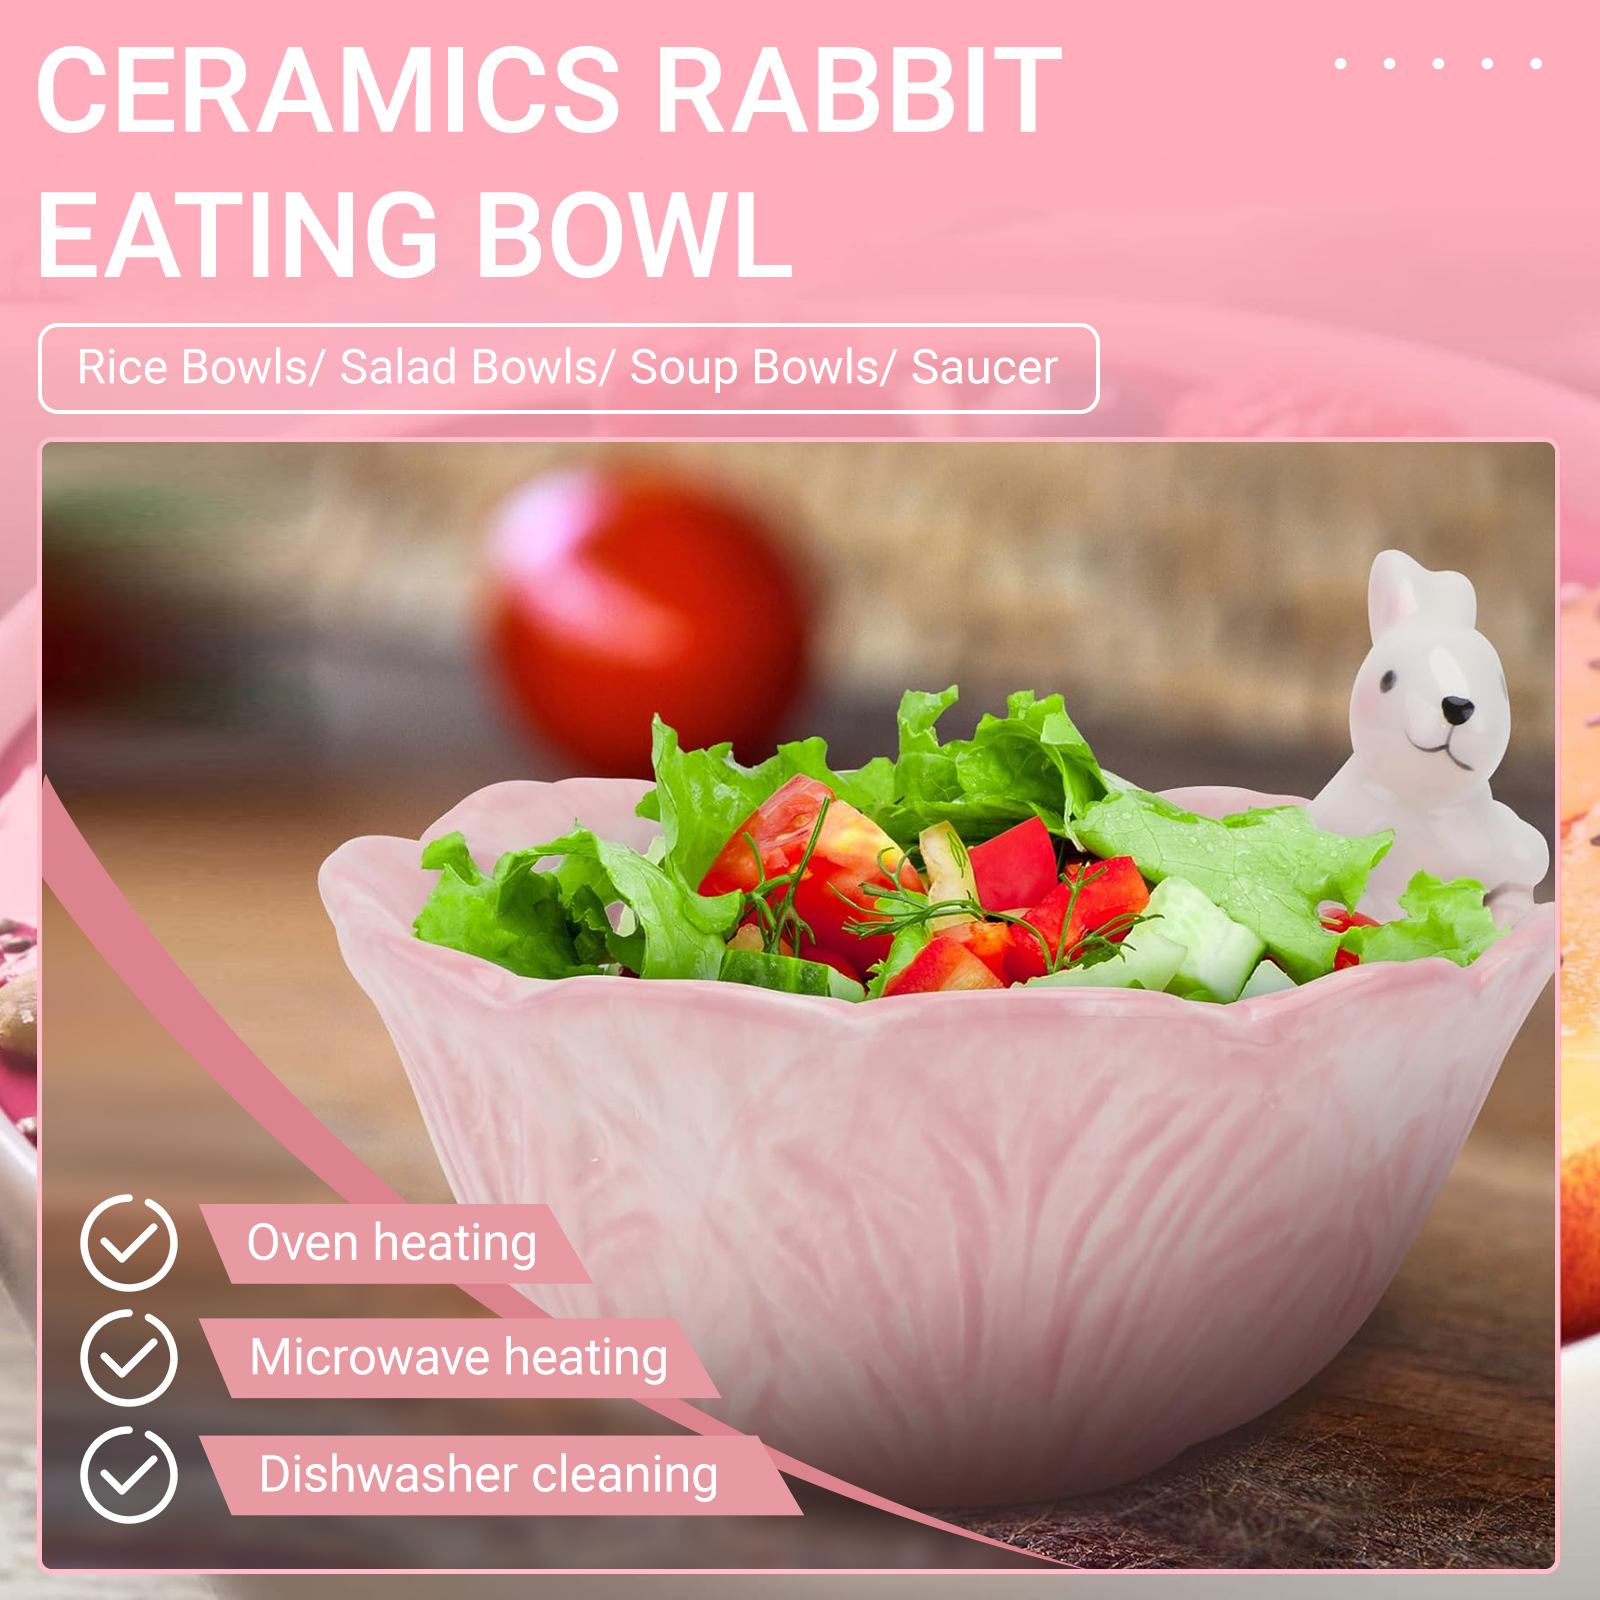 CERAMICS RABBIT
EATING BOWL
Rice Bowls/ Salad Bowls/ Soup Bowls/ Saucer
Oven heating
Microwave heating
Dishwasher cleaning